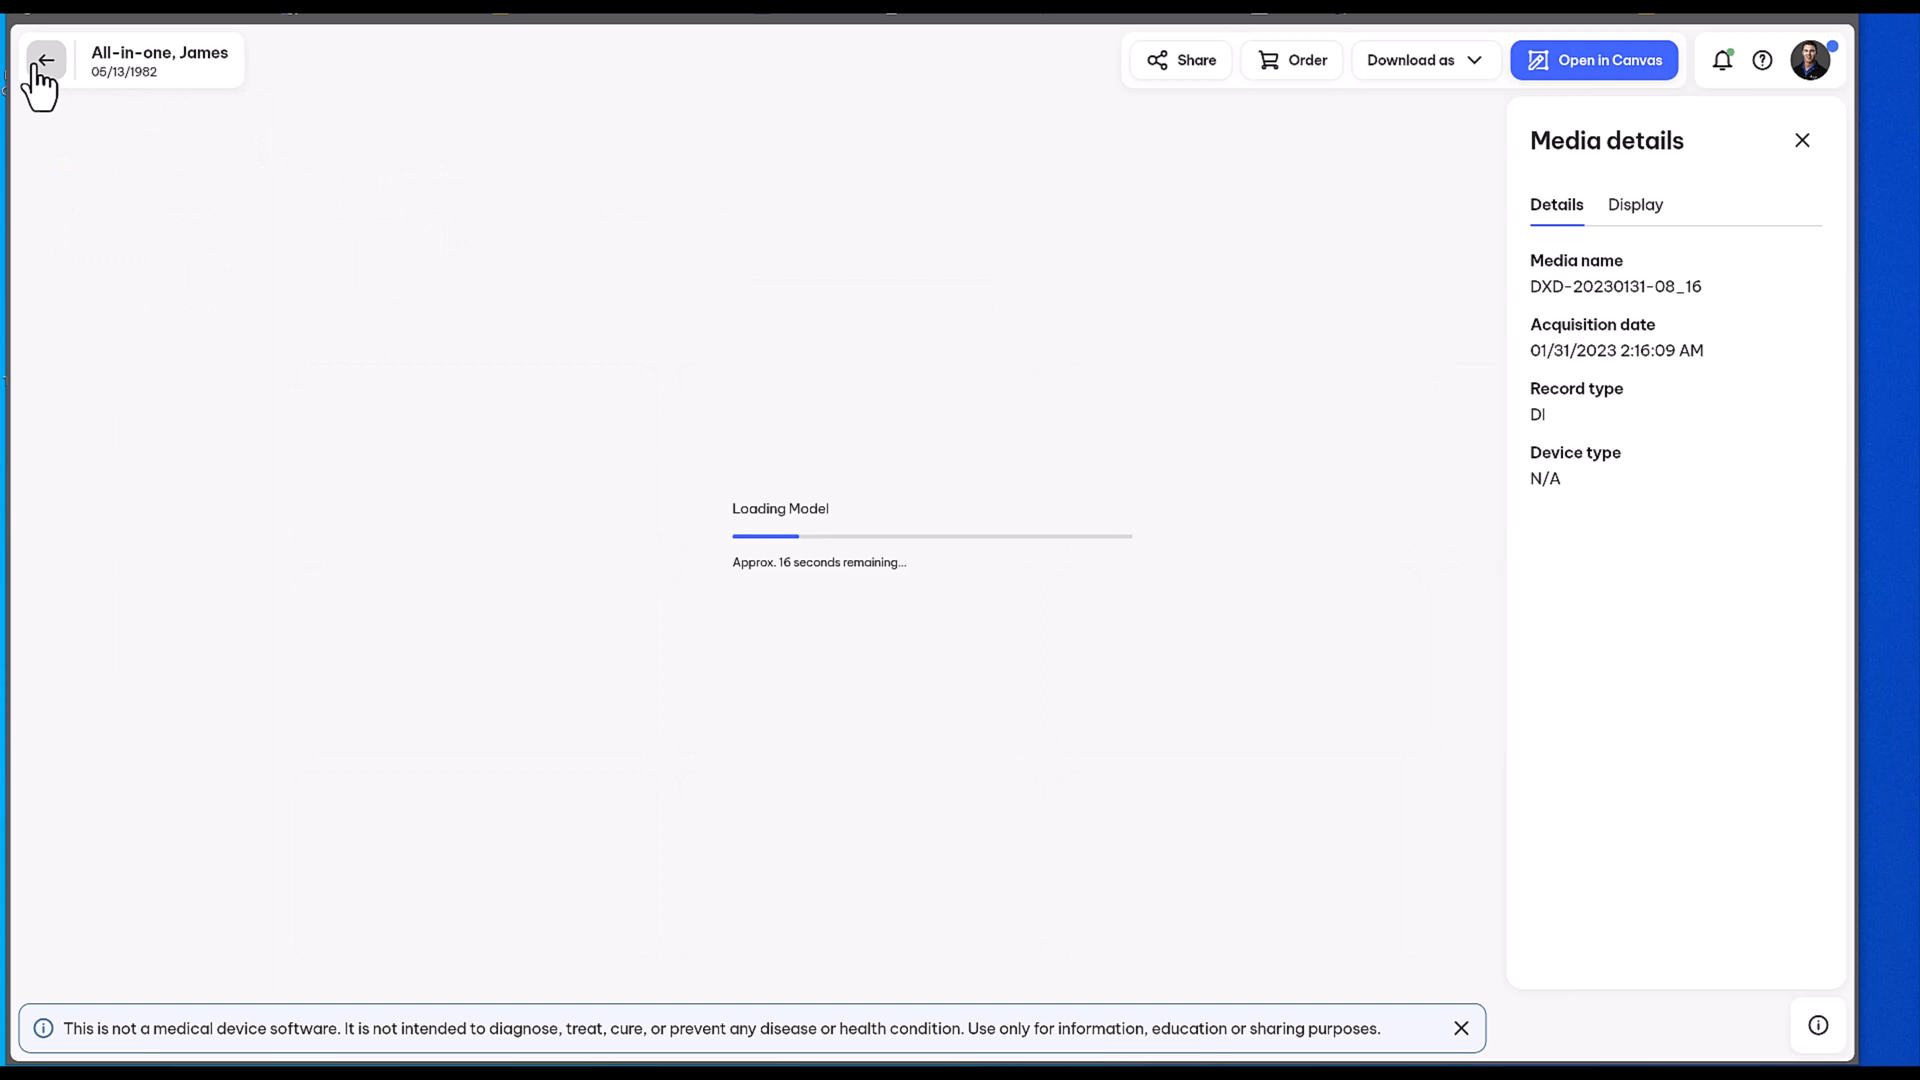 All-in-one, James
05/13/1982
Share
Order
Download as
Open in Canvas
Media details
Details
Display
Media name
DXD-20230131-08_16
Acquisition date
01/31/2023 2:16:09 AM
Record type
DI
Device type
N/A
Loading Model
Approx. 16 seconds remaining...
This is not a medical device software. It is not intended to diagnose, treat, cure, or prevent any disease or health condition. Use only for information, education or sharing purposes.